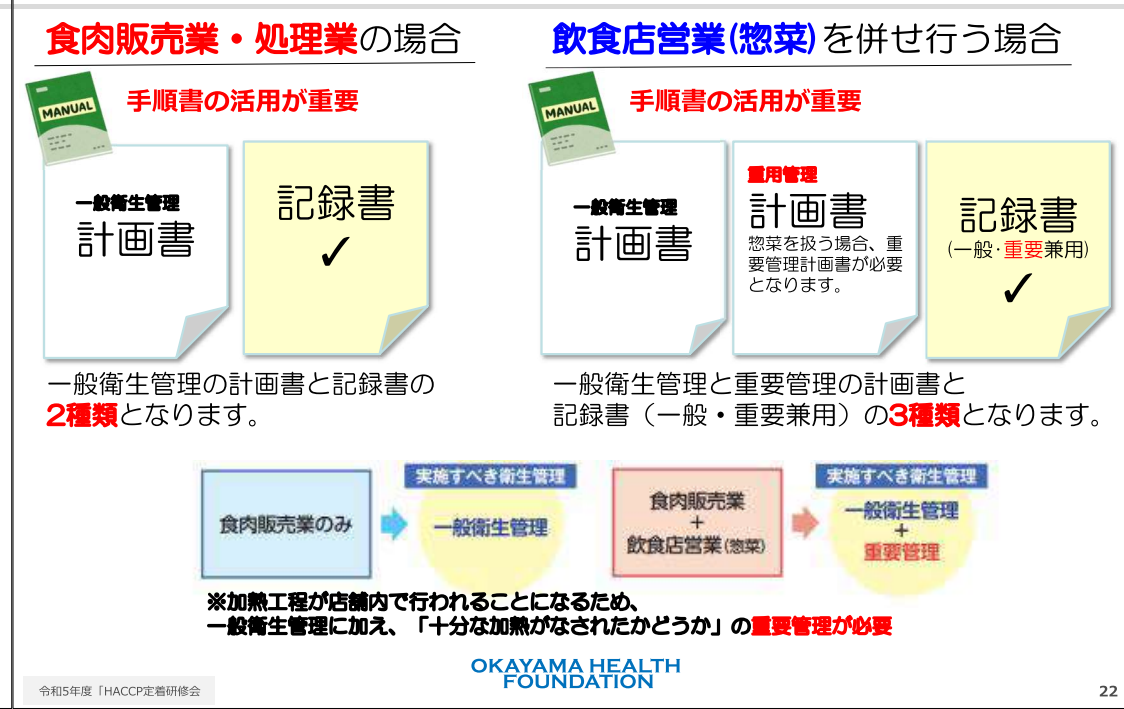 食肉販売業・処理業の場合
手順書の活用が重要
MANUAL
一般衛生管理
計画書
記録書
✓
一般衛生管理の計画書と記録書の
2種類となります。
飲食店営業(惣菜)を併せ行う場合
手順書の活用が重要
MANUAL
一般衛生管理
計画書
重用管理
計画書
惣菜を扱う場合、重
要管理計画書が必要
となります。
記録書
(一般・重要兼用)
✓
一般衛生管理と重要管理の計画書と
記録書（一般・重要兼用）の3種類となります。
食肉販売業のみ
実施すべき衛生管理
一般衛生管理
食肉販売業
+
飲食店営業(惣菜)
実施すべき衛生管理
一般衛生管理
+
重要管理
※加熱工程が店舗内で行われることになるため、
一般衛生管理に加え、「十分な加熱がなされたかどうか」の重要管理が必要
OKAYAMA HEALTH
FOUNDATION
令和5年度「HACCP定着研修会
22